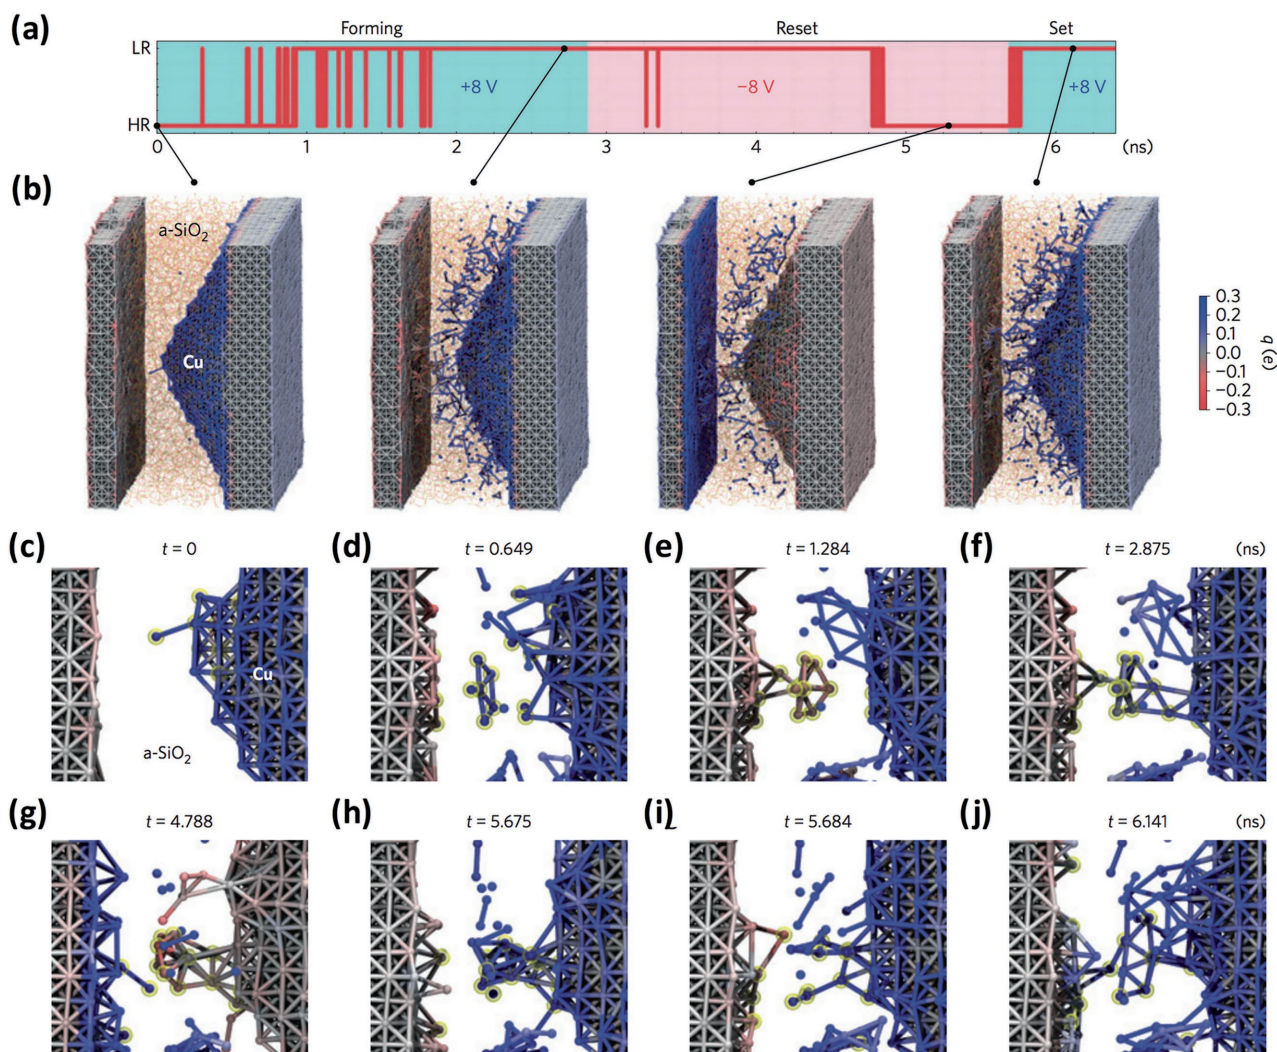 (a)
Forming Reset Set
LR
HR
+8 V −8 V +8 V
0 1 2 3 4 5 6 (ns)
(b)
a-SiO₂
Cu
0.3
0.2
0.1
0.0
−0.1
−0.2
−0.3
q (e)
(c) t = 0
(d) t = 0.649
(e) t = 1.284
(f) t = 2.875 (ns)
Cu
a-SiO₂
(g) t = 4.788
(h) t = 5.675
(i) t = 5.684
(j) t = 6.141 (ns)